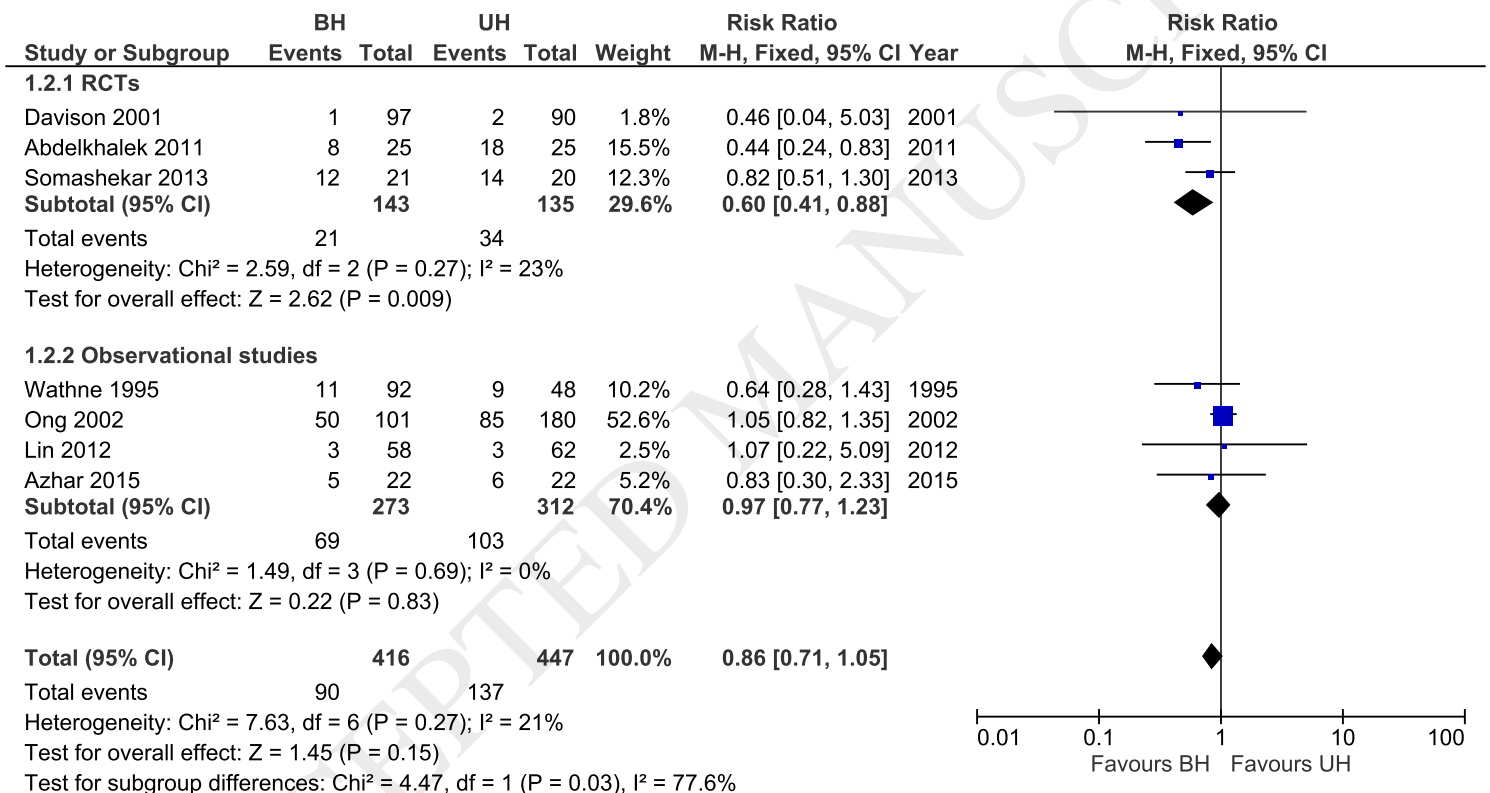 BH UH Risk Ratio Risk Ratio
Study or Subgroup Events Total Events Total Weight M-H, Fixed, 95% CI Year M-H, Fixed, 95% CI
1.2.1 RCTs
Davison 2001 1 97 2 90 1.8% 0.46 [0.04, 5.03] 2001
Abdelkhalek 2011 8 25 18 25 15.5% 0.44 [0.24, 0.83] 2011
Somashekar 2013 12 21 14 20 12.3% 0.82 [0.51, 1.30] 2013
Subtotal (95% CI) 143 135 29.6% 0.60 [0.41, 0.88]
Total events 21 34
Heterogeneity: Chi² = 2.59, df = 2 (P = 0.27); I² = 23%
Test for overall effect: Z = 2.62 (P = 0.009)
1.2.2 Observational studies
Wathne 1995 11 92 9 48 10.2% 0.64 [0.28, 1.43] 1995
Ong 2002 50 101 85 180 52.6% 1.05 [0.82, 1.35] 2002
Lin 2012 3 58 3 62 2.5% 1.07 [0.22, 5.09] 2012
Azhar 2015 5 22 6 22 5.2% 0.83 [0.30, 2.33] 2015
Subtotal (95% CI) 273 312 70.4% 0.97 [0.77, 1.23]
Total events 69 103
Heterogeneity: Chi² = 1.49, df = 3 (P = 0.69); I² = 0%
Test for overall effect: Z = 0.22 (P = 0.83)
Total (95% CI) 416 447 100.0% 0.86 [0.71, 1.05]
Total events 90 137
Heterogeneity: Chi² = 7.63, df = 6 (P = 0.27); I² = 21%
Test for overall effect: Z = 1.45 (P = 0.15)
Test for subgroup differences: Chi² = 4.47, df = 1 (P = 0.03), I² = 77.6%
0.01 0.1 1 10 100
Favours BH Favours UH
EPTED MANUSC